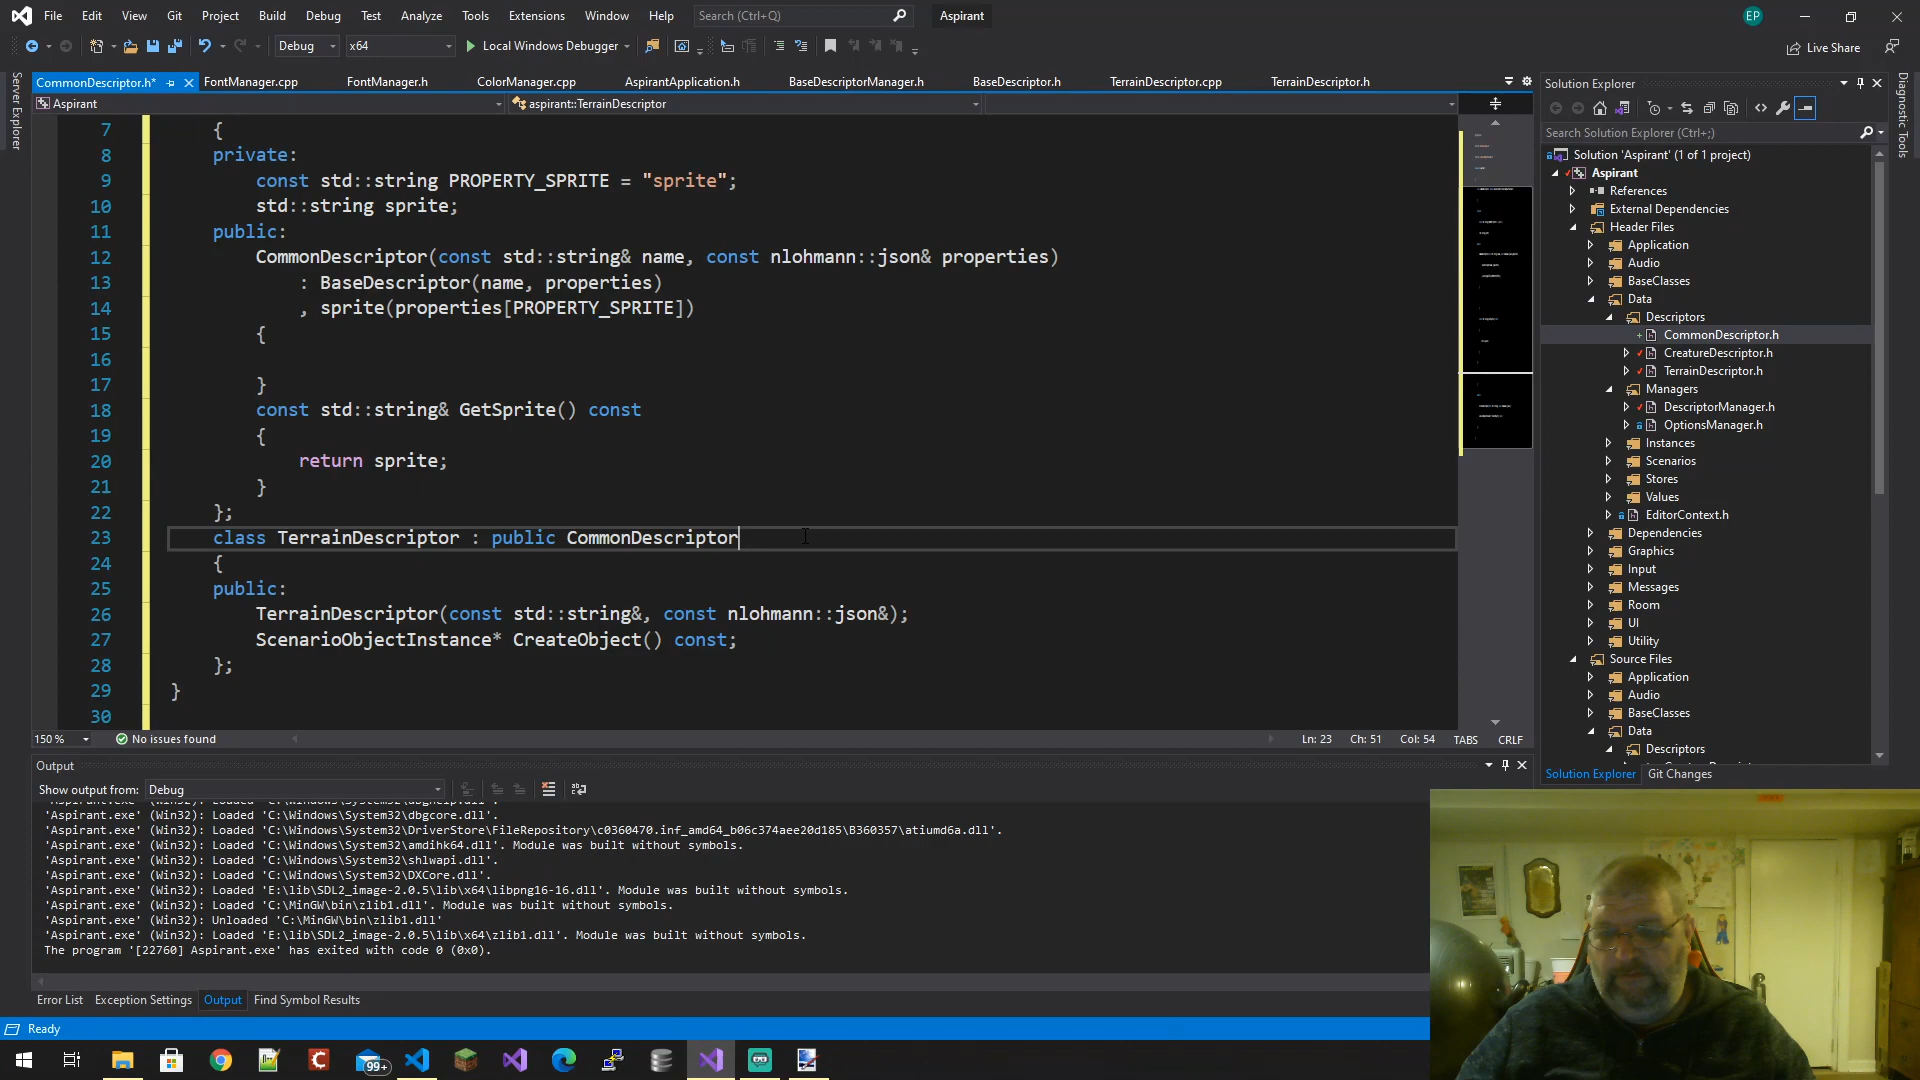 File Edit View Git Project Build Debug Test Analyze Tools Extensions Window Help Search (Ctrl+Q) Aspirant EP
Debug x64 Local Windows Debugger Live Share
Server Explorer
CommonDescriptor.h* FontManager.cpp FontManager.h ColorManager.cpp AspirantApplication.h BaseDescriptorManager.h BaseDescriptor.h TerrainDescriptor.cpp TerrainDescriptor.h
Aspirant aspirant::TerrainDescriptor
7 {
8 private:
9 const std::string PROPERTY_SPRITE = "sprite";
10 std::string sprite;
11 public:
12 CommonDescriptor(const std::string& name, const nlohmann::json& properties)
13 : BaseDescriptor(name, properties)
14 , sprite(properties[PROPERTY_SPRITE])
15 {
16
17 }
18 const std::string& GetSprite() const
19 {
20 return sprite;
21 }
22 };
23 class TerrainDescriptor : public CommonDescriptor
24 {
25 public:
26 TerrainDescriptor(const std::string&, const nlohmann::json&);
27 ScenarioObjectInstance* CreateObject() const;
28 };
29 }
30
150 % No issues found Ln: 23 Ch: 51 Col: 54 TABS CRLF
Output
Show output from: Debug
'Aspirant.exe' (Win32): Loaded 'C:\Windows\System32\dbghelp.dll'.
'Aspirant.exe' (Win32): Loaded 'C:\Windows\System32\dbgcore.dll'.
'Aspirant.exe' (Win32): Loaded 'C:\Windows\System32\DriverStore\FileRepository\c0360470.inf_amd64_b06c374aee20d185\B360357\atiumd6a.dll'.
'Aspirant.exe' (Win32): Loaded 'C:\Windows\System32\amdihk64.dll'. Module was built without symbols.
'Aspirant.exe' (Win32): Loaded 'C:\Windows\System32\shlwapi.dll'.
'Aspirant.exe' (Win32): Loaded 'C:\Windows\System32\DXCore.dll'.
'Aspirant.exe' (Win32): Loaded 'E:\lib\SDL2_image-2.0.5\lib\x64\libpng16-16.dll'. Module was built without symbols.
'Aspirant.exe' (Win32): Loaded 'C:\MinGW\bin\zlib1.dll'. Module was built without symbols.
'Aspirant.exe' (Win32): Unloaded 'C:\MinGW\bin\zlib1.dll'
'Aspirant.exe' (Win32): Loaded 'E:\lib\SDL2_image-2.0.5\lib\x64\zlib1.dll'. Module was built without symbols.
The program '[22760] Aspirant.exe' has exited with code 0 (0x0).
Error List Exception Settings Output Find Symbol Results
Ready
99+
Solution Explorer
Search Solution Explorer (Ctrl+;)
Solution 'Aspirant' (1 of 1 project)
Aspirant
References
External Dependencies
Header Files
Application
Audio
BaseClasses
Data
Descriptors
CommonDescriptor.h
CreatureDescriptor.h
TerrainDescriptor.h
Managers
DescriptorManager.h
OptionsManager.h
Instances
Scenarios
Stores
Values
EditorContext.h
Dependencies
Graphics
Input
Messages
Room
UI
Utility
Source Files
Application
Audio
BaseClasses
Data
Descriptors
Solution Explorer Git Changes
Diagnostic Tools